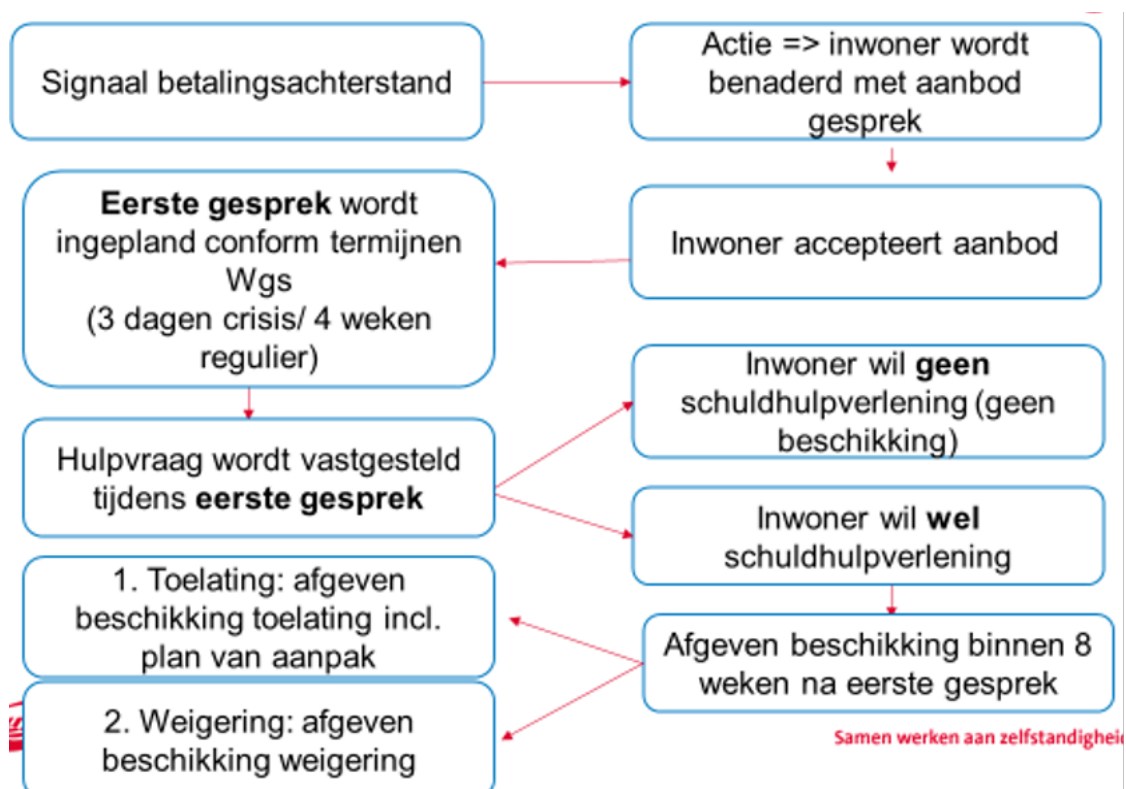 Signaal betalingsachterstand
Actie => inwoner wordt
benaderd met aanbod
gesprek
Inwoner accepteert aanbod
Eerste gesprek wordt
ingepland conform termijnen
Wgs
(3 dagen crisis/ 4 weken
regulier)
Hulpvraag wordt vastgesteld
tijdens eerste gesprek
Inwoner wil geen
schuldhulpverlening (geen
beschikking)
Inwoner wil wel
schuldhulpverlening
Afgeven beschikking binnen 8
weken na eerste gesprek
1. Toelating: afgeven
beschikking toelating incl.
plan van aanpak
2. Weigering: afgeven
beschikking weigering
Samen werken aan zelfstandigheid